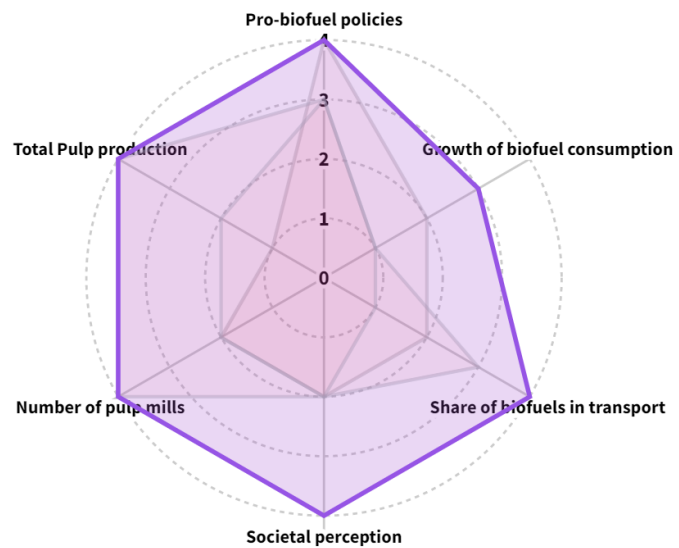 Pro-biofuel policies
4
3
Total Pulp production
Growth of biofuel consumption
2
1
0
Number of pulp mills
Share of biofuels in transport
Societal perception